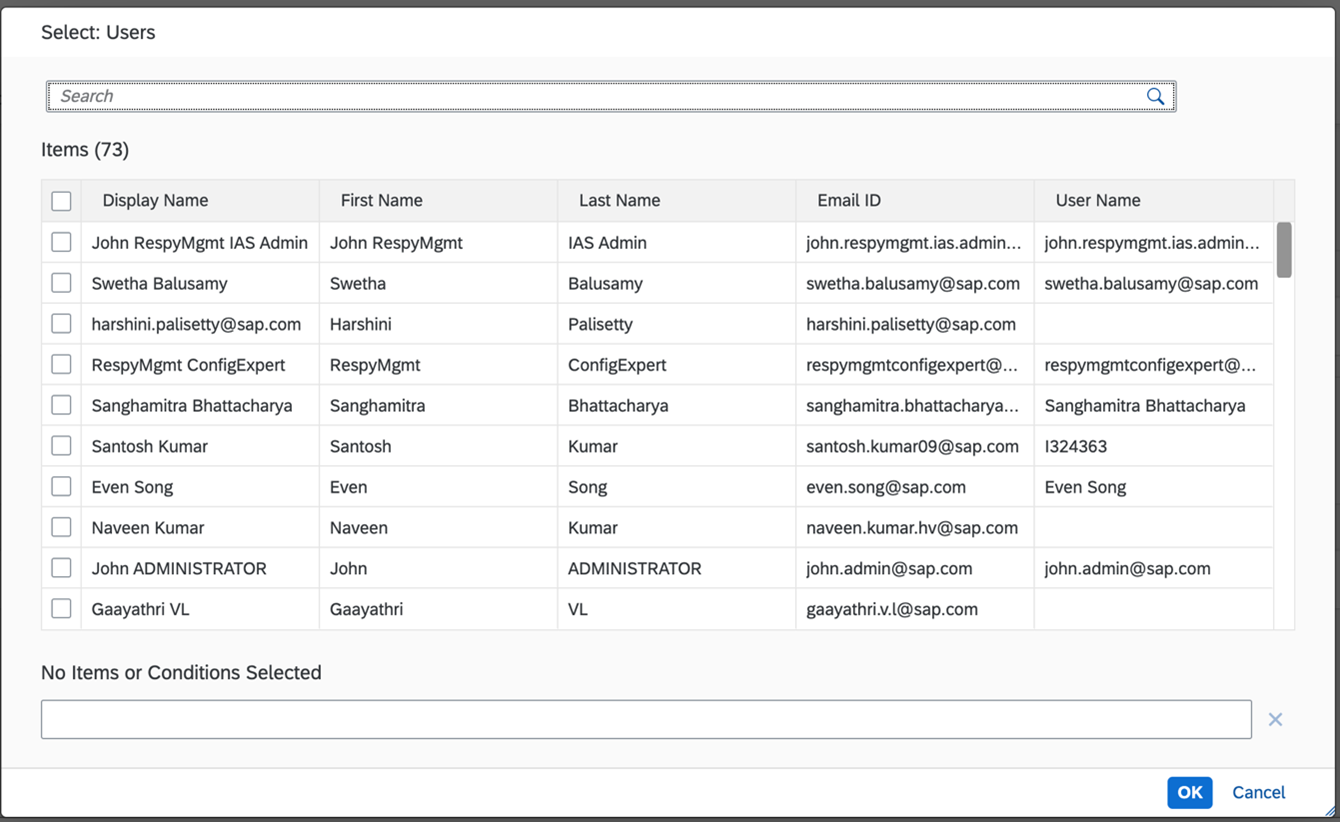 Select: Users
Search
Items (73)
Display Name First Name Last Name Email ID User Name
John RespyMgmt IAS Admin John RespyMgmt IAS Admin john.respymgmt.ias.admin... john.respymgmt.ias.admin...
Swetha Balusamy Swetha Balusamy swetha.balusamy@sap.com swetha.balusamy@sap.com
harshini.palisetty@sap.com Harshini Palisetty harshini.palisetty@sap.com
RespyMgmt ConfigExpert RespyMgmt ConfigExpert respymgmtconfigexpert@... respymgmtconfigexpert@...
Sanghamitra Bhattacharya Sanghamitra Bhattacharya sanghamitra.bhattacharya... Sanghamitra Bhattacharya
Santosh Kumar Santosh Kumar santosh.kumar09@sap.com I324363
Even Song Even Song even.song@sap.com Even Song
Naveen Kumar Naveen Kumar naveen.kumar.hv@sap.com
John ADMINISTRATOR John ADMINISTRATOR john.admin@sap.com john.admin@sap.com
Gaayathri VL Gaayathri VL gaayathri.v.l@sap.com
No Items or Conditions Selected
OK Cancel